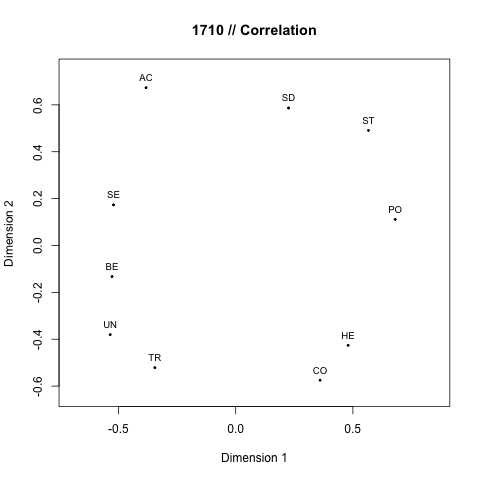 1710 // Correlation
AC
SD
ST
SE
PO
BE
UN
HE
TR
CO
0.6
0.4
0.2
0.0
-0.2
-0.4
-0.6
Dimension 2
-0.5
0.0
0.5
Dimension 1